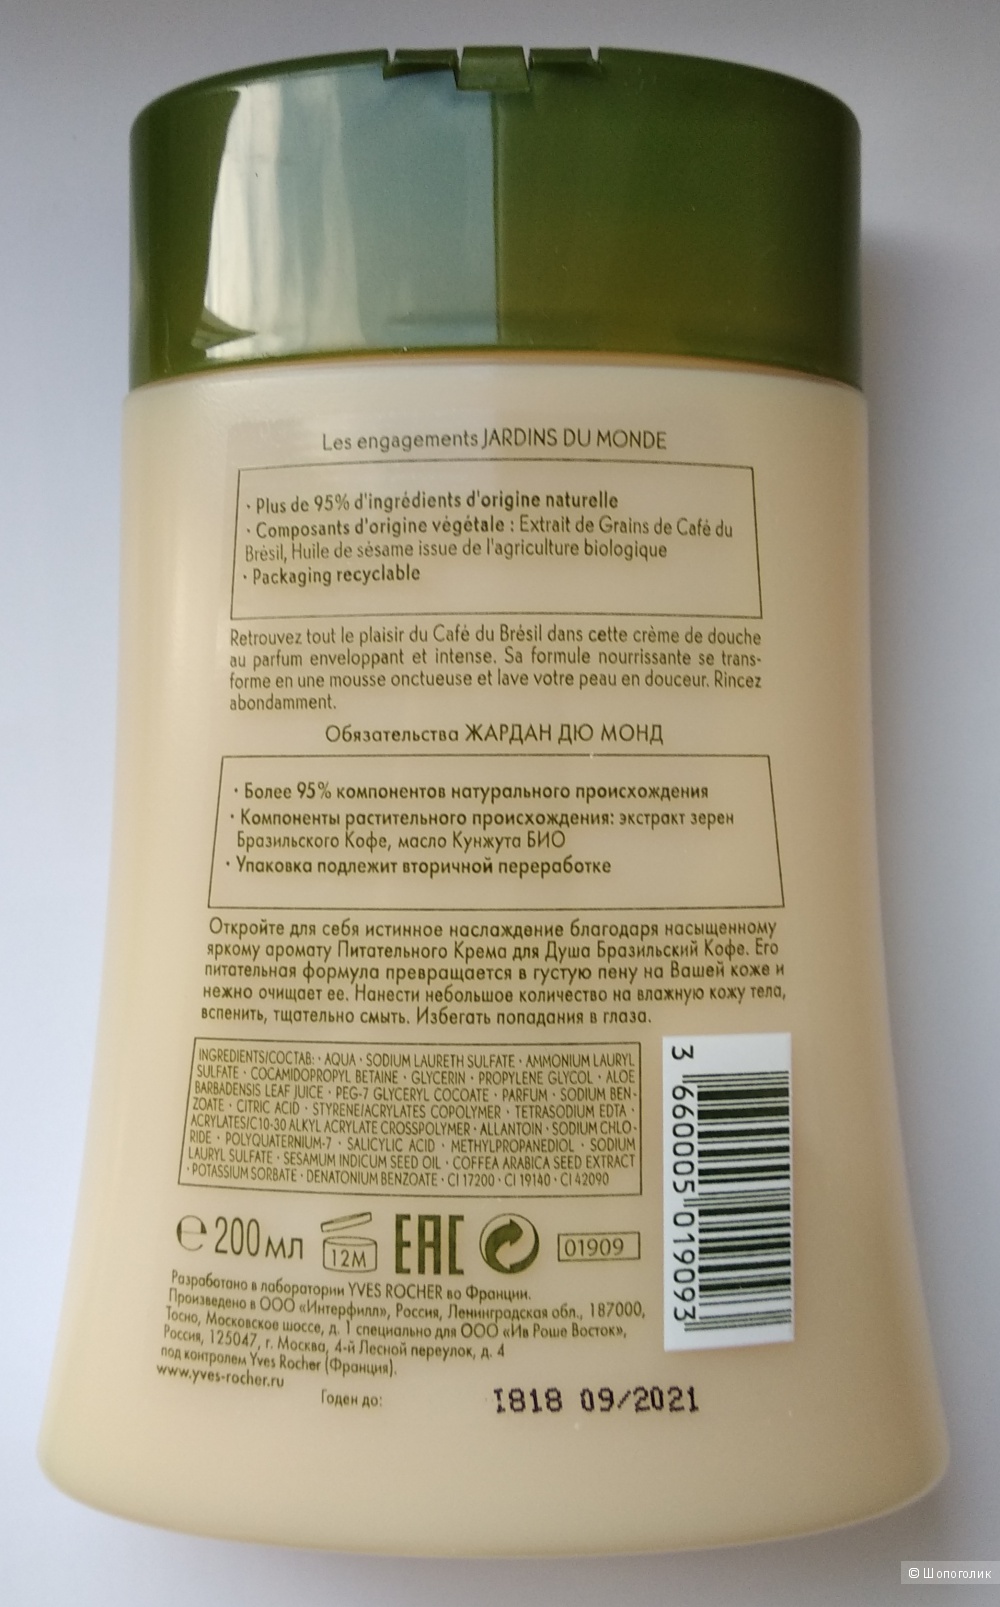 Les engagements JARDINS DU MONDE
· Plus de 95% d'ingrédients d'origine naturelle
· Composants d'origine végétale : Extrait de Grains de Café du
Brésil, Huile de sésame issue de l'agriculture biologique
· Packaging recyclable
Retrouvez tout le plaisir du Café du Brésil dans cette crème de douche
au parfum enveloppant et intense. Sa formule nourrissante se trans-
forme en une mousse onctueuse et lave votre peau en douceur. Rincez
abondamment.
Обязательства ЖАРДАН ДЮ МОНД
· Более 95% компонентов натурального происхождения
· Компоненты растительного происхождения: экстракт зерен
Бразильского Кофе, масло Кунжута БИО
· Упаковка подлежит вторичной переработке
Откройте для себя истинное наслаждение благодаря насыщенному
яркому аромату Питательного Крема для Душа Бразильский Кофе. Его
питательная формула превращается в густую пену на Вашей коже и
нежно очищает ее. Нанести небольшое количество на влажную кожу тела,
вспенить, тщательно смыть. Избегать попадания в глаза.
INGREDIENTS/СОСТАВ: · AQUA · SODIUM LAURETH SULFATE · AMMONIUM LAURYL
SULFATE · COCAMIDOPROPYL BETAINE · GLYCERIN · PROPYLENE GLYCOL · ALOE
BARBADENSIS LEAF JUICE · PEG-7 GLYCERYL COCOATE · PARFUM · SODIUM BEN-
ZOATE · CITRIC ACID · STYRENE/ACRYLATES COPOLYMER · TETRASODIUM EDTA ·
ACRYLATES/C10-30 ALKYL ACRYLATE CROSSPOLYMER · ALLANTOIN · SODIUM CHLO-
RIDE · POLYQUATERNIUM-7 · SALICYLIC ACID · METHYLPROPANEDIOL · SODIUM
LAURYL SULFATE · SESAMUM INDICUM SEED OIL · COFFEA ARABICA SEED EXTRACT
· POTASSIUM SORBATE · DENATONIUM BENZOATE · CI 17200 · CI 19140 · CI 42090
3 660005 019093
℮ 200 мл 12M EAC 01909
Разработано в лаборатории YVES ROCHER во Франции.
Произведено в ООО «Интерфилл», Россия, Ленинградская обл., 187000,
Тосно, Московское шоссе, д. 1 специально для ООО «Ив Роше Восток»,
Россия, 125047, г. Москва, 4-й Лесной переулок, д. 4
под контролем Yves Rocher (Франция).
www.yves-rocher.ru
Годен до: I818 09/2021
© Шопоголик